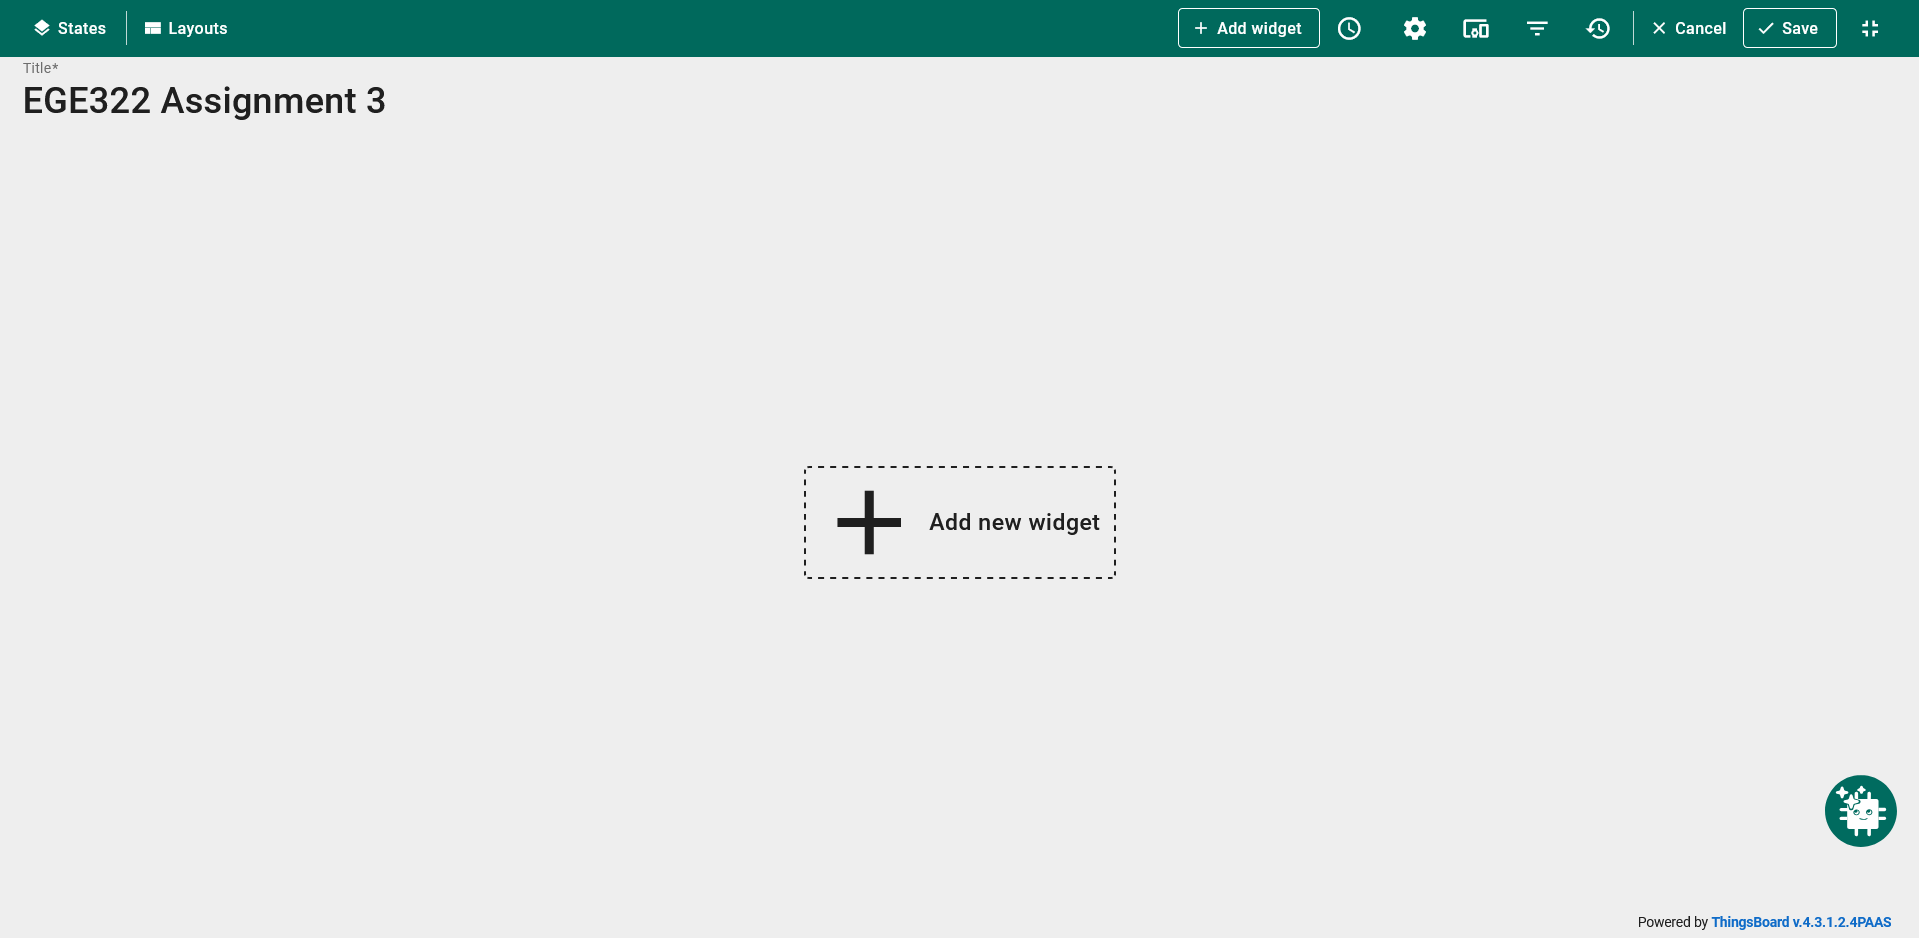 States
Layouts
Add widget
Cancel
Save
Title*
EGE322 Assignment 3
Add new widget
Powered by ThingsBoard v.4.3.1.2.4PAAS